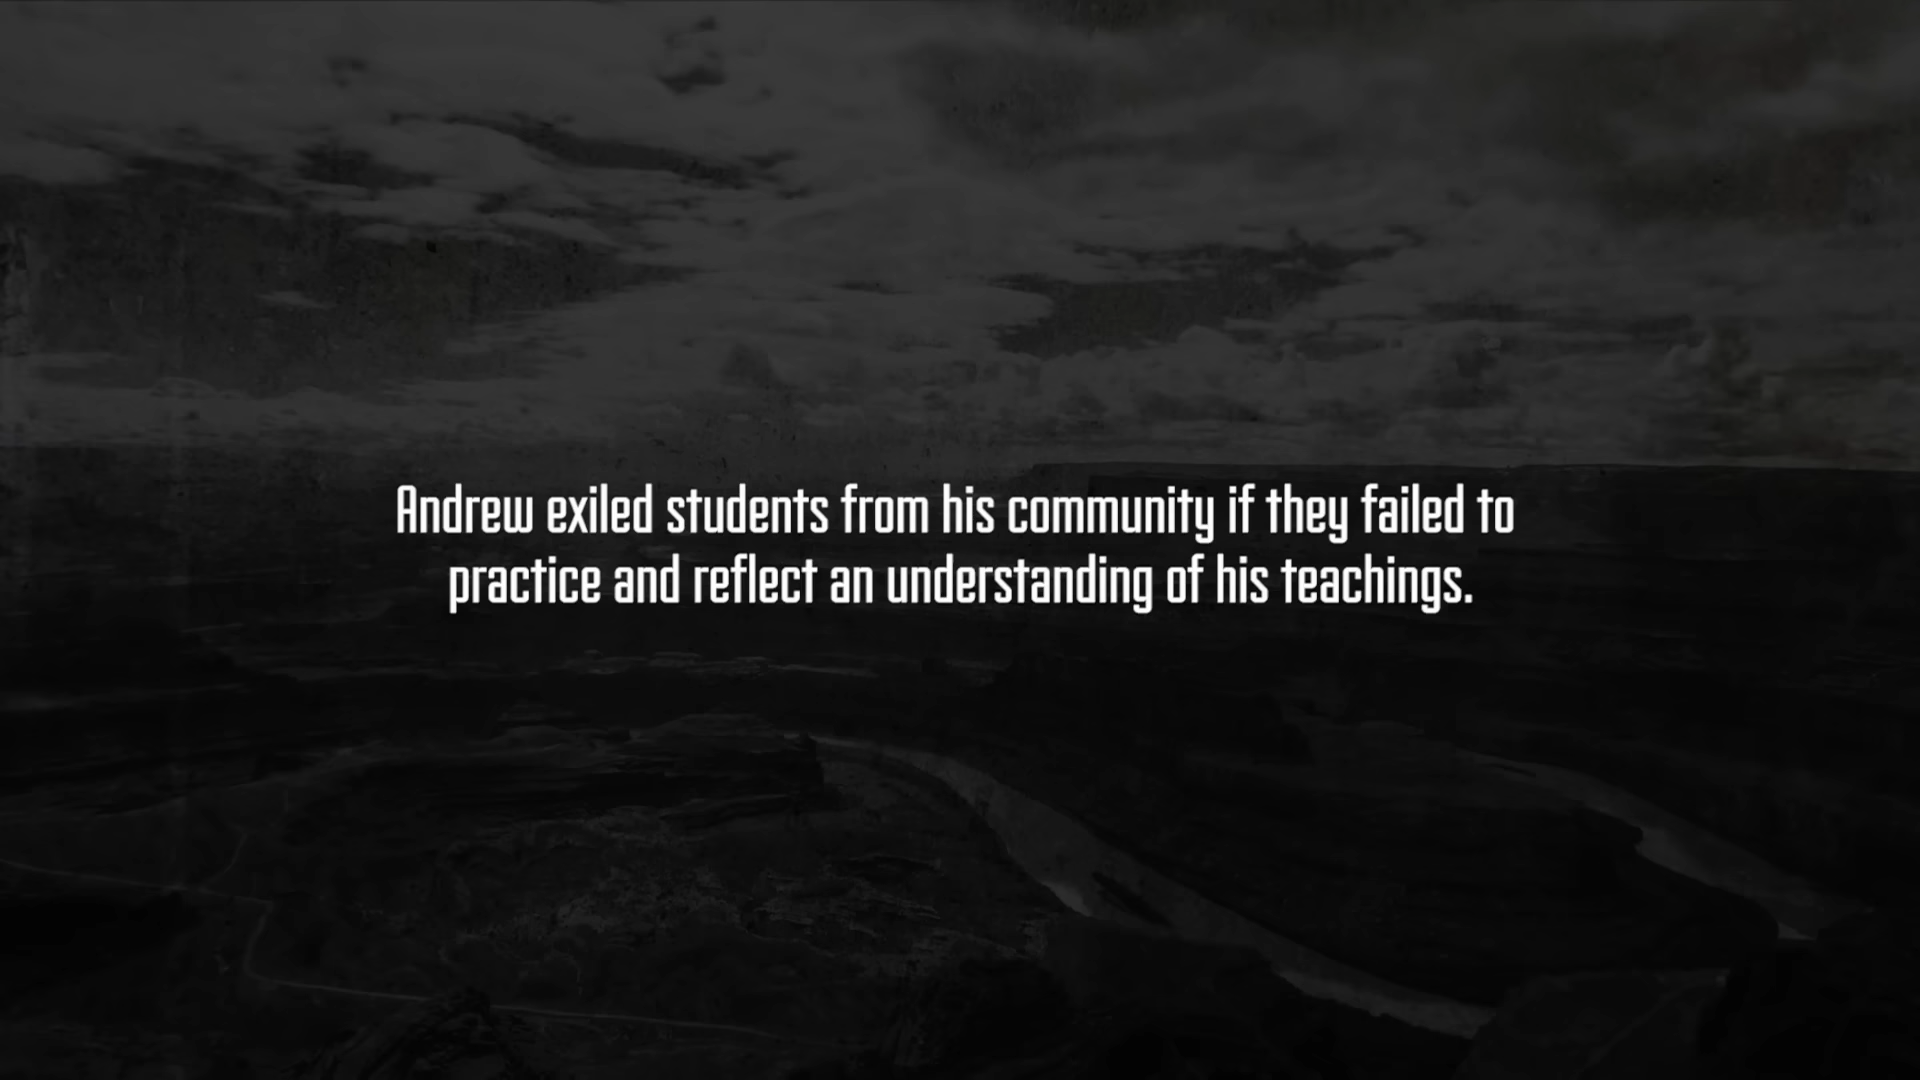 Andrew exiled students from his community if they failed to
practice and reflect an understanding of his teachings.